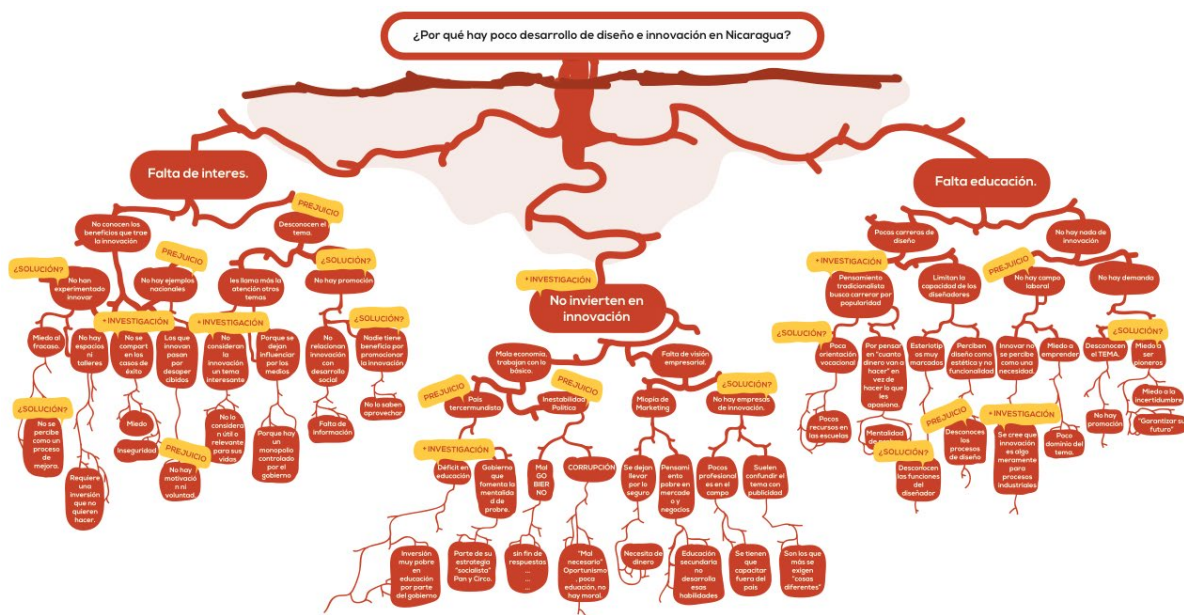 ¿Por qué hay poco desarrollo de diseño e innovación en Nicaragua?
Falta de interes.
PREJUICIO
No conocen los
beneficios que trae
la innovación
Desconocen el
tema.
¿SOLUCIÓN?
No han
experimentado
innovar
PREJUICIO
No hay ejemplos
nacionales
les llama más la
atención otros
temas
¿SOLUCIÓN?
No hay promoción
+ INVESTIGACIÓN
+ INVESTIGACIÓN
¿SOLUCIÓN?
Miedo al
fracaso.
No hay
espacios ni
talleres
No se
compart
en los
casos de
éxito
Los que
innovan
pasan por
desaper
cibidos
No
consideran
la
innovación
un tema
interesante
Porque se
dejan
influenciar
por los
medios
No
relacionan
innovación
con
desarrollo
social
Nadie tiene
beneficio por
promocionar la
innovación
¿SOLUCIÓN?
No se
percibe
como un
proceso de
mejora.
Requiere
una
inversión
que no
quieren
hacer.
Miedo
Inseguridad
PREJUICIO
No hay
motivació
n ni
voluntad.
No lo
considera
n útil o
relevante
para sus
vidas
Porque hay
un
monopolio
controlado
por el
gobierno
Falta de
información
No lo saben
aprovechar
+ INVESTIGACIÓN
No invierten en
innovación
Mala economía,
trabajan con lo
básico.
Falta de visión
empresarial.
PREJUICIO
País
tercermundista
PREJUICIO
Inestabilidad
Política
Miopía de
Marketing
¿SOLUCIÓN?
No hay empresas
de innovación.
+ INVESTIGACIÓN
Déficit en
educación
Gobierno
que
fomenta la
mentalida
d de
probre.
Mal
GO
BIER
NO
CORRUPCIÓN
Se dejan
llevar
por lo
seguro
Pensami
ento
pobre en
mercade
o y
negocios
Pocos
profesional
es en el
campo
Suelen
confundir el
tema con
publicidad
Inversión
muy pobre
en
educación
por parte
del gobierno
Parte de su
estrategia
"socialista"
Pan y Circo.
sin fin de
respuestas
...
...
"Mal
necesario"
Oportunismo
, poca
eduación, no
hay moral.
Necesita de
dinero
Educación
secundaria
no
desarrolla
esas
habilidades
Se tienen
que
capacitar
fuera del
país
Son los que
más se
exigen
"cosas
diferentes"
Falta educación.
Pocas carreras de
diseño
No hay nada de
innovación
+ INVESTIGACIÓN
Pensamiento
tradicionalista
busca carrerar por
popularidad
Limitan la
capacidad de los
diseñadores
PREJUICIO
No hay campo
laboral
No hay demanda
¿SOLUCIÓN?
Poca
orientación
vocacional
Por pensar
en "cuanto
dinero van a
hacer" en vez
de hacer lo que
les
apasiona.
Esteriotip
os muy
marcados
Perciben
diseño como
estética y no
funcionalidad
Innovar no
se percibe
como una
necesidad.
Miedo a
emprender
Desconocen
el TEMA.
¿SOLUCIÓN?
Miedo a
ser
pioneros
Pocos
recursos en
las escuelas
Mentalidad
¿SOLUCIÓN?
Desconocen
las funciones
del
diseñador
PREJUICIO
Desconoces
los
procesos
de diseño
+ INVESTIGACIÓN
Se cree que
innovación
es algo
meramente
para
procesos
industriales
Poco
dominio del
tema.
No hay
promoción
Miedo a la
incertidumbre
"Garantizar su
futuro"